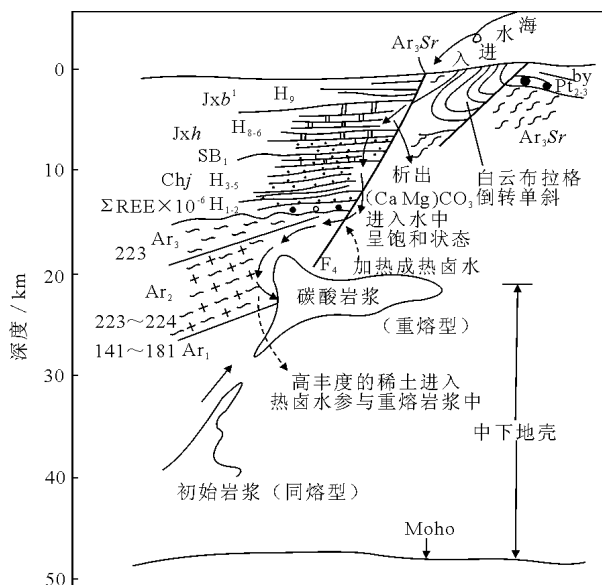 海水进入
Ar₃Sr
0
by
Pt₂₋₃
Jxb¹
H₉
Ar₃Sr
Jxh
H₈₋₆
SB₁
10
析出
白云布拉格
Chj
H₃₋₅
(Ca Mg)CO₃
倒转单斜
ΣREE×10⁻⁶
H₁₋₂
进入水中
呈饱和状态
Ar₃
223
F₄
加热成热卤水
20
Ar₂
碳酸岩浆
(重熔型)
223～224
141～181
Ar₁
深度 / km
高丰度的稀土进入
热卤水参与重熔岩浆中
30
中下地壳
40
初始岩浆(同熔型)
Moho
50